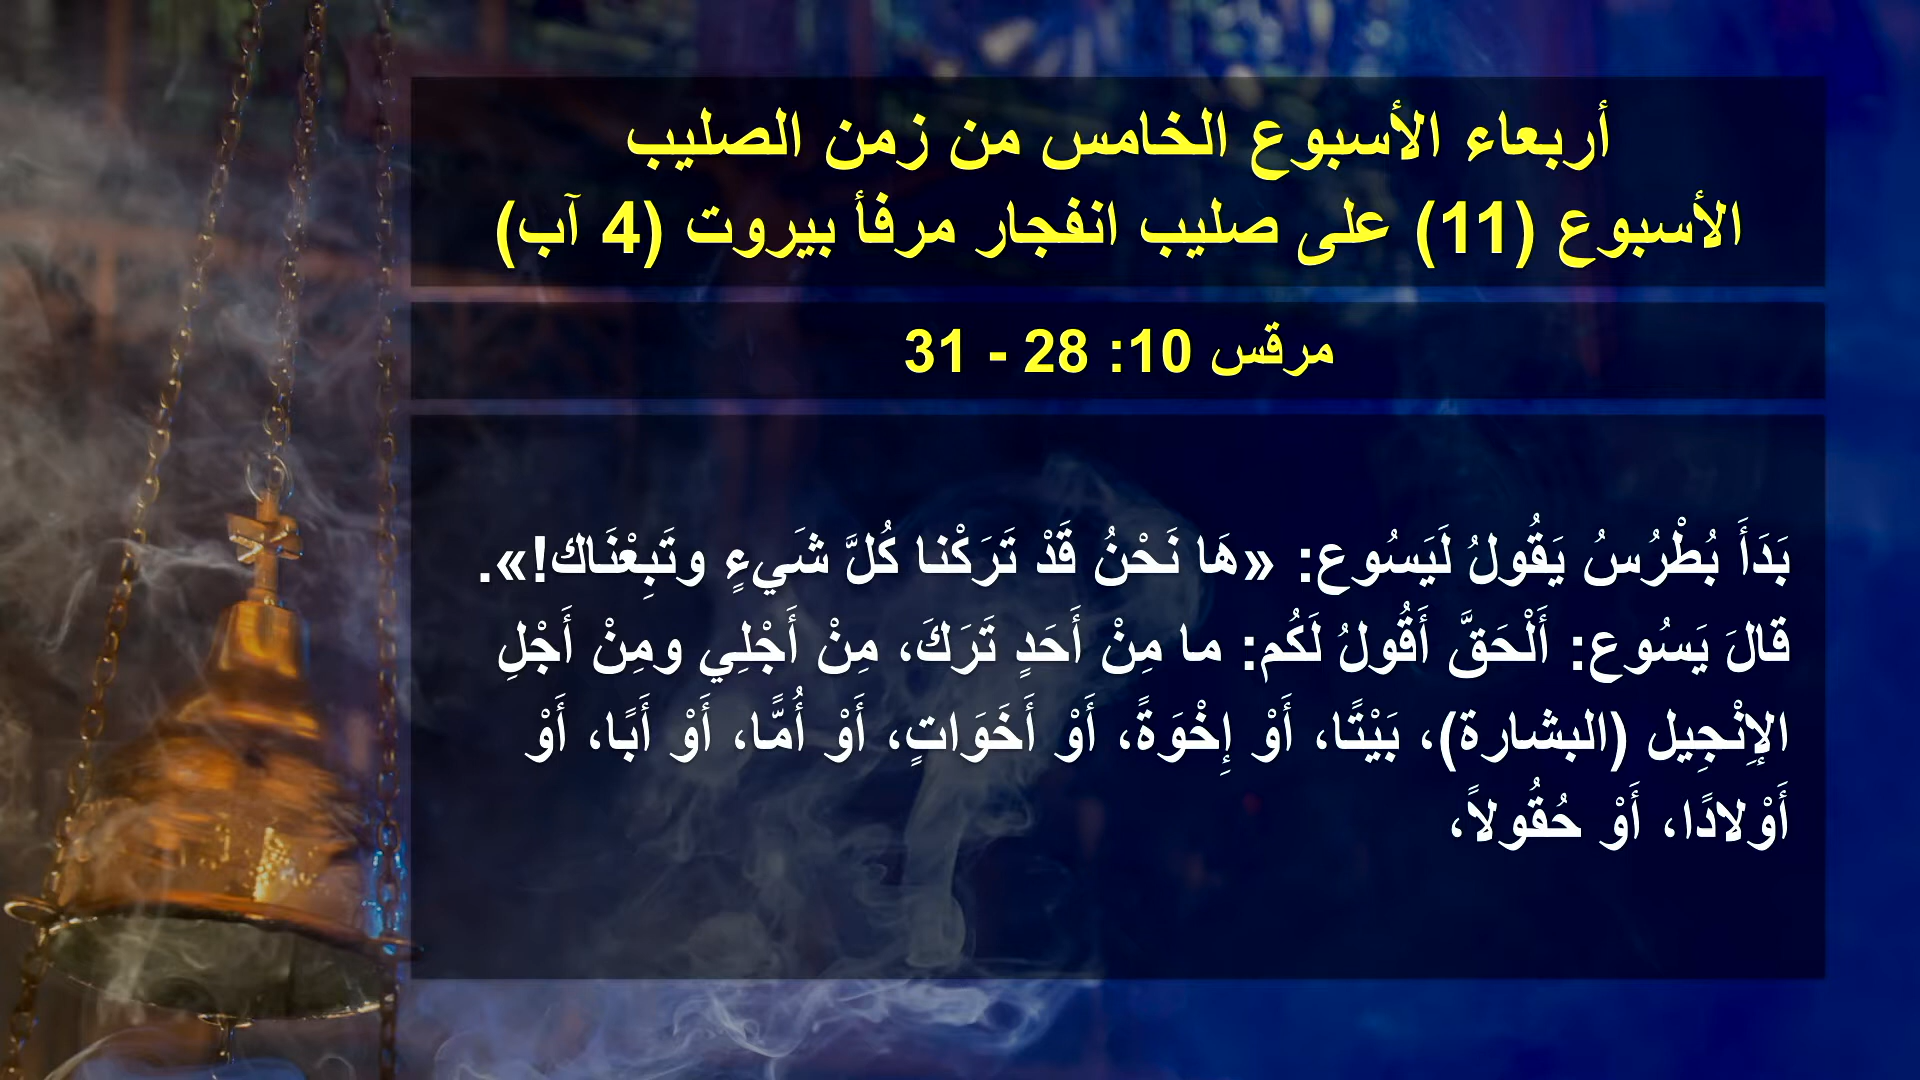 أربعاء الأسبوع الخامس من زمن الصليب
الأسبوع (11) على صليب انفجار مرفأ بيروت (4 آب)
مرقس 10: 28 - 31
بَدَأَ بُطْرُسُ يَقُولُ لَيَسُوع: «هَا نَحْنُ قَدْ تَرَكْنا كُلَّ شَيءٍ وتَبِعْنَاك!».
قالَ يَسُوع: أَلْحَقَّ أَقُولُ لَكُم: ما مِنْ أَحَدٍ تَرَكَ، مِنْ أَجْلِي ومِنْ أَجْلِ
الإِنْجِيل (البشارة)، بَيْتًا، أَوْ إِخْوَةً، أَوْ أَخَوَاتٍ، أَوْ أُمًّا، أَوْ أَبًا، أَوْ
أَوْلادًا، أَوْ حُقُولاً،